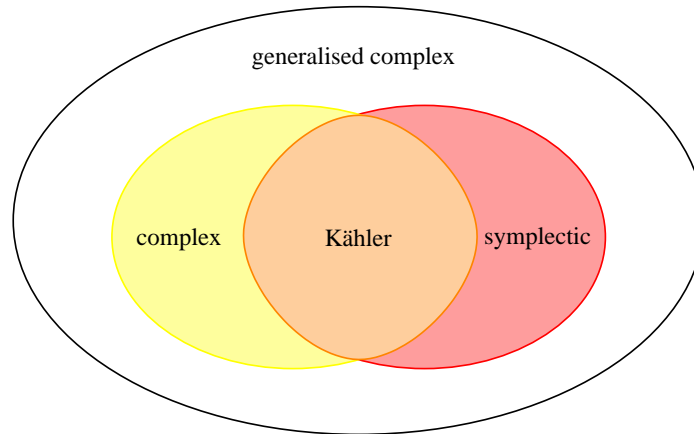 generalised complex
complex
Kähler
symplectic